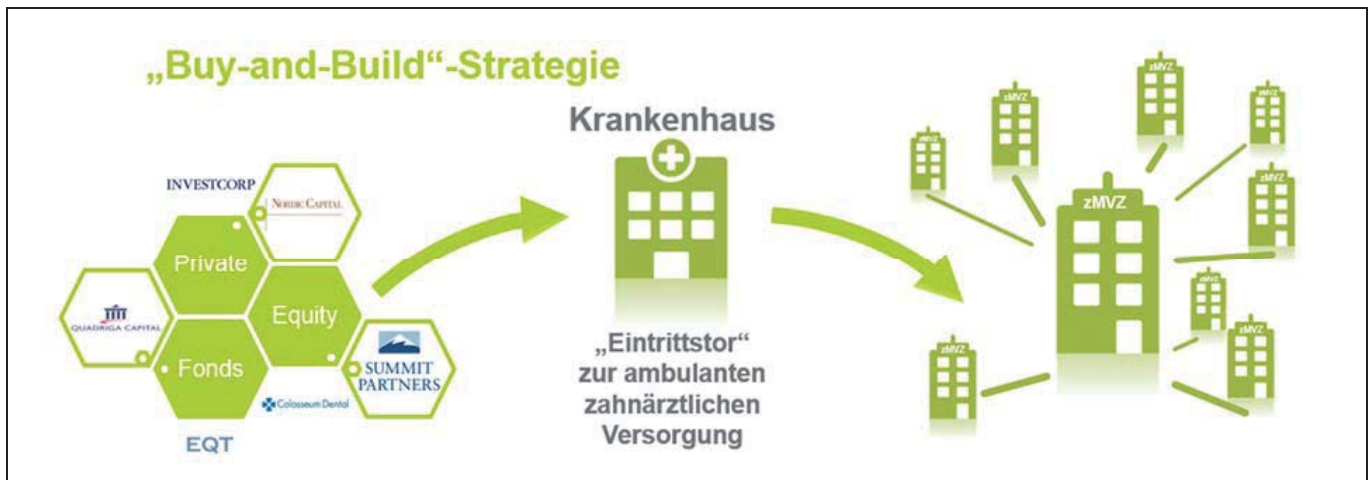 „Buy-and-Build“-Strategie
INVESTCORP
NORDIC CAPITAL
Private
Equity
QUADRIGA CAPITAL
Fonds
SUMMIT
PARTNERS
Colosseum Dental
EQT
Krankenhaus
„Eintrittstor“
zur ambulanten
zahnärztlichen
Versorgung
zMVZ
zMVZ
zMVZ
zMVZ
zMVZ
zMVZ
zMVZ
zMVZ
zMVZ